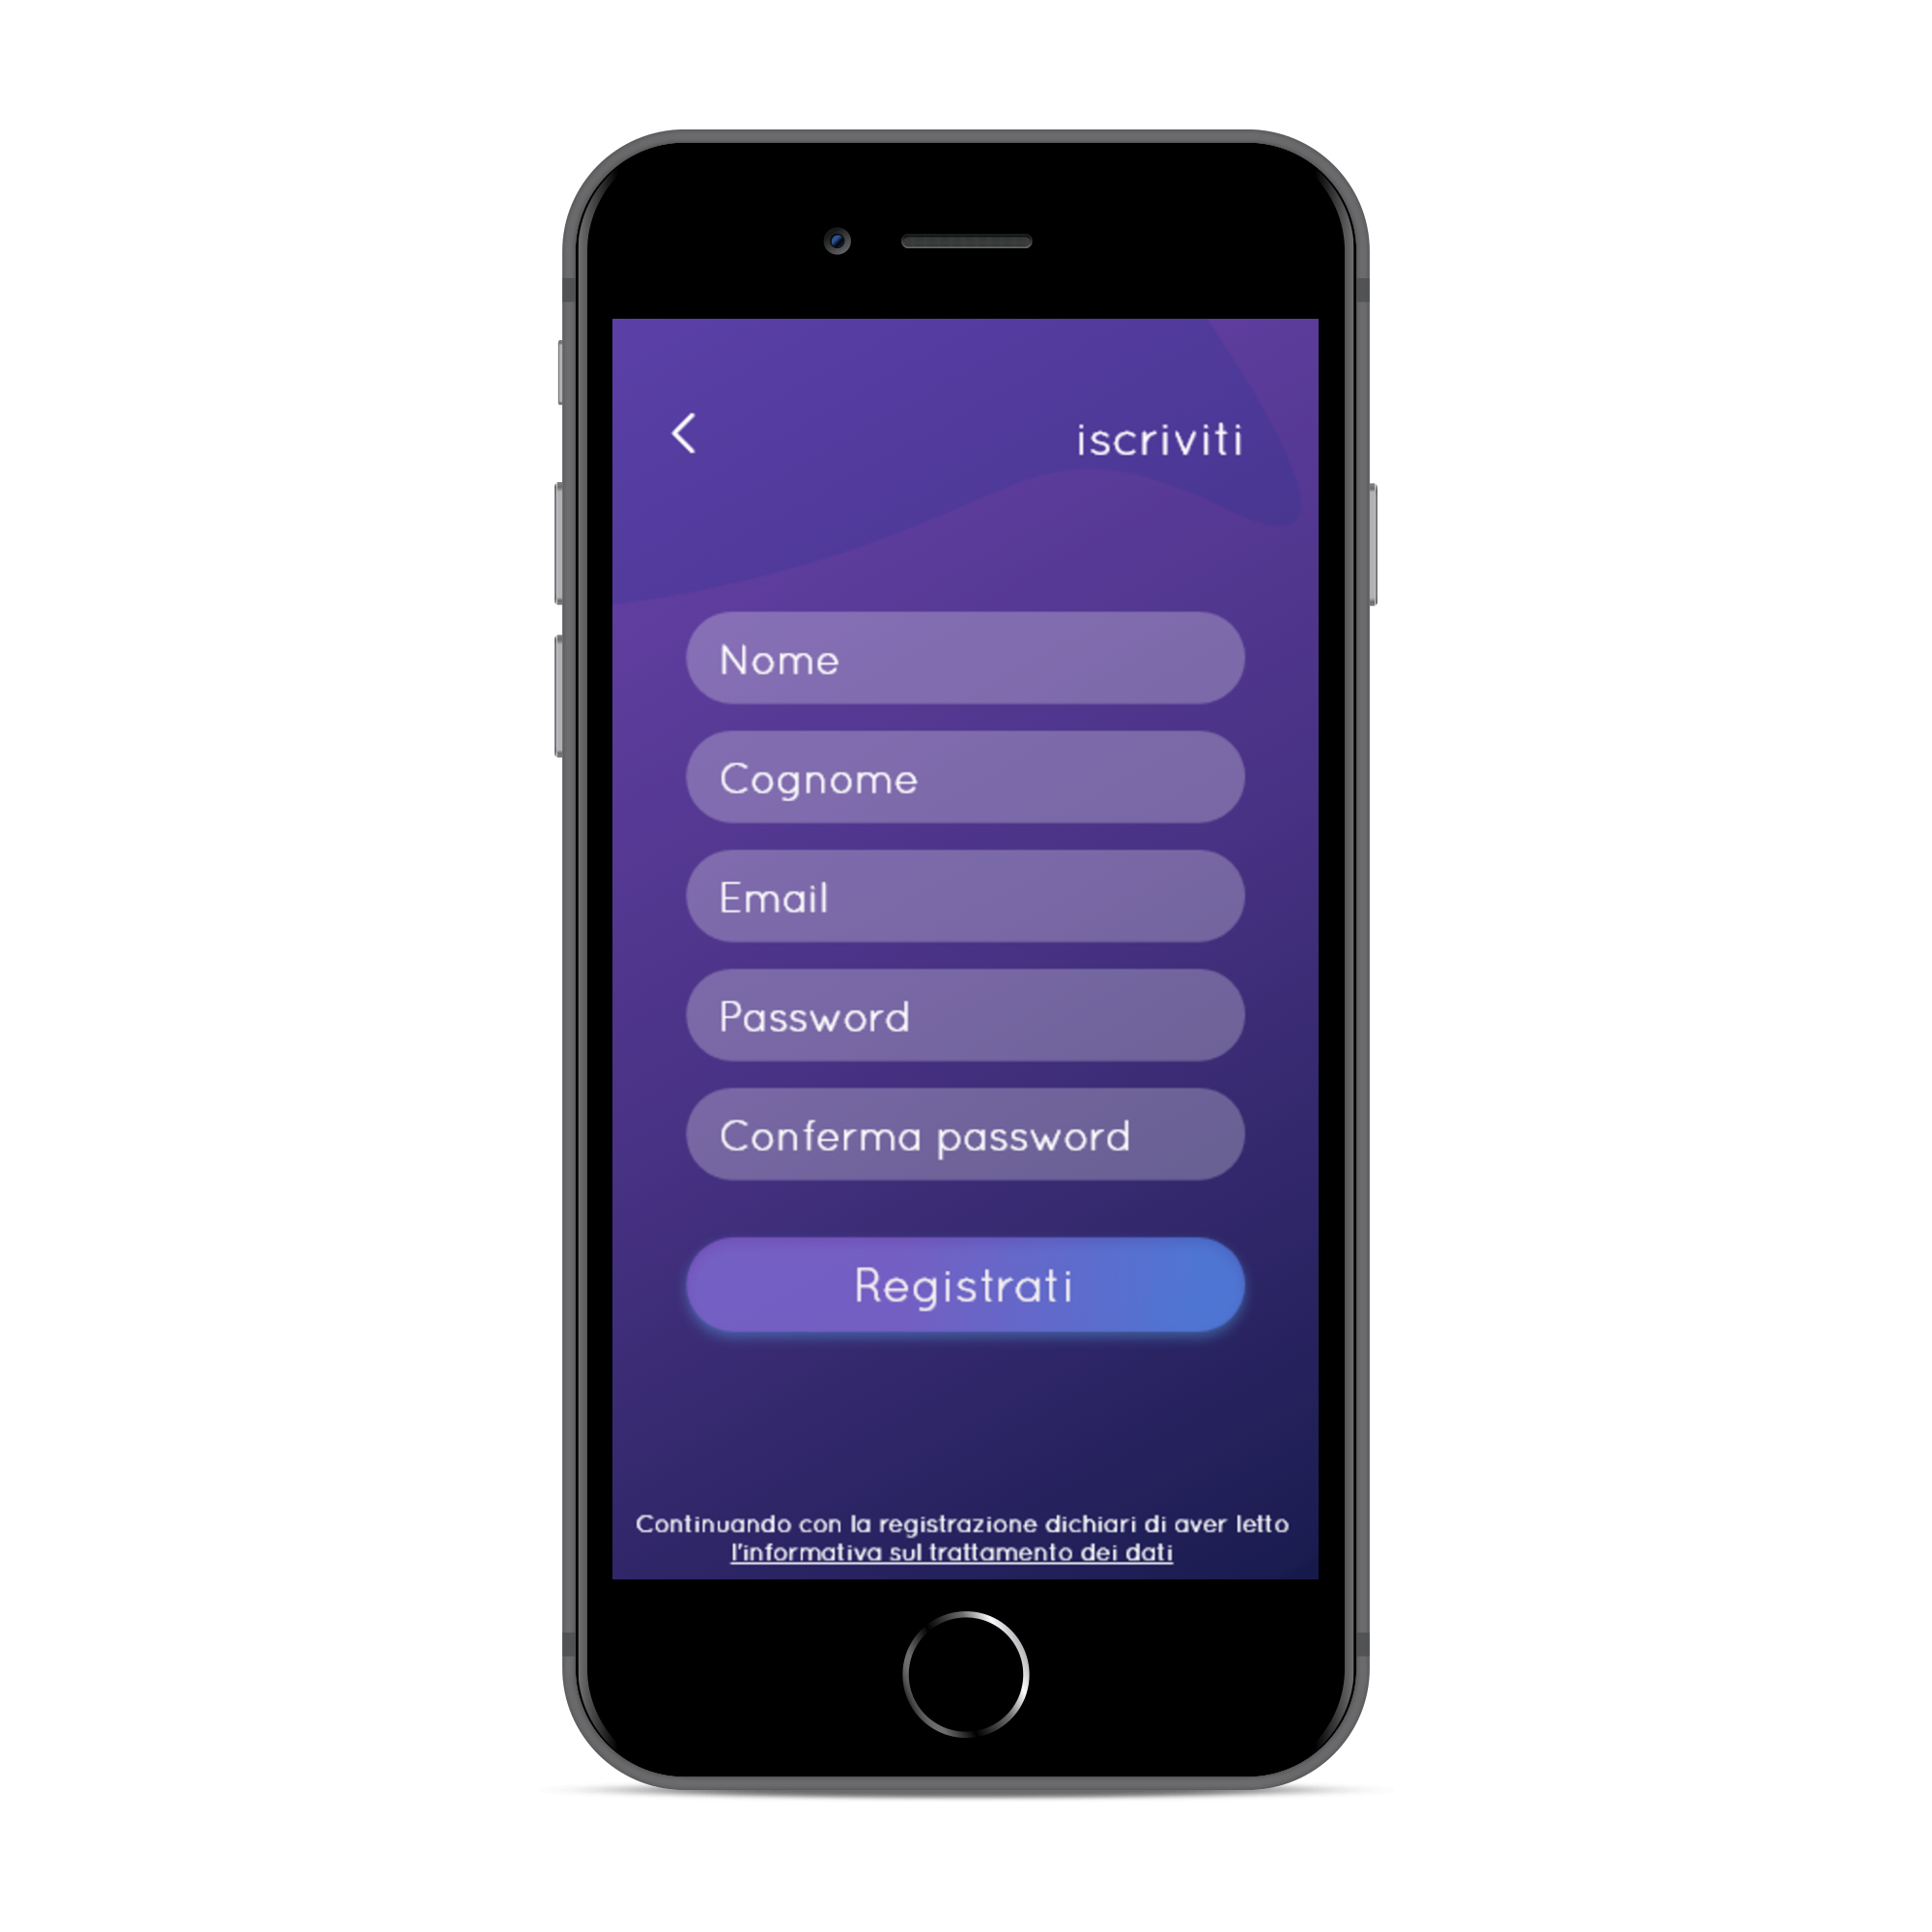 iscriviti
Nome
Cognome
Email
Password
Conferma password
Registrati
Continuando con la registrazione dichiari di aver letto
l'informativa sul trattamento dei dati